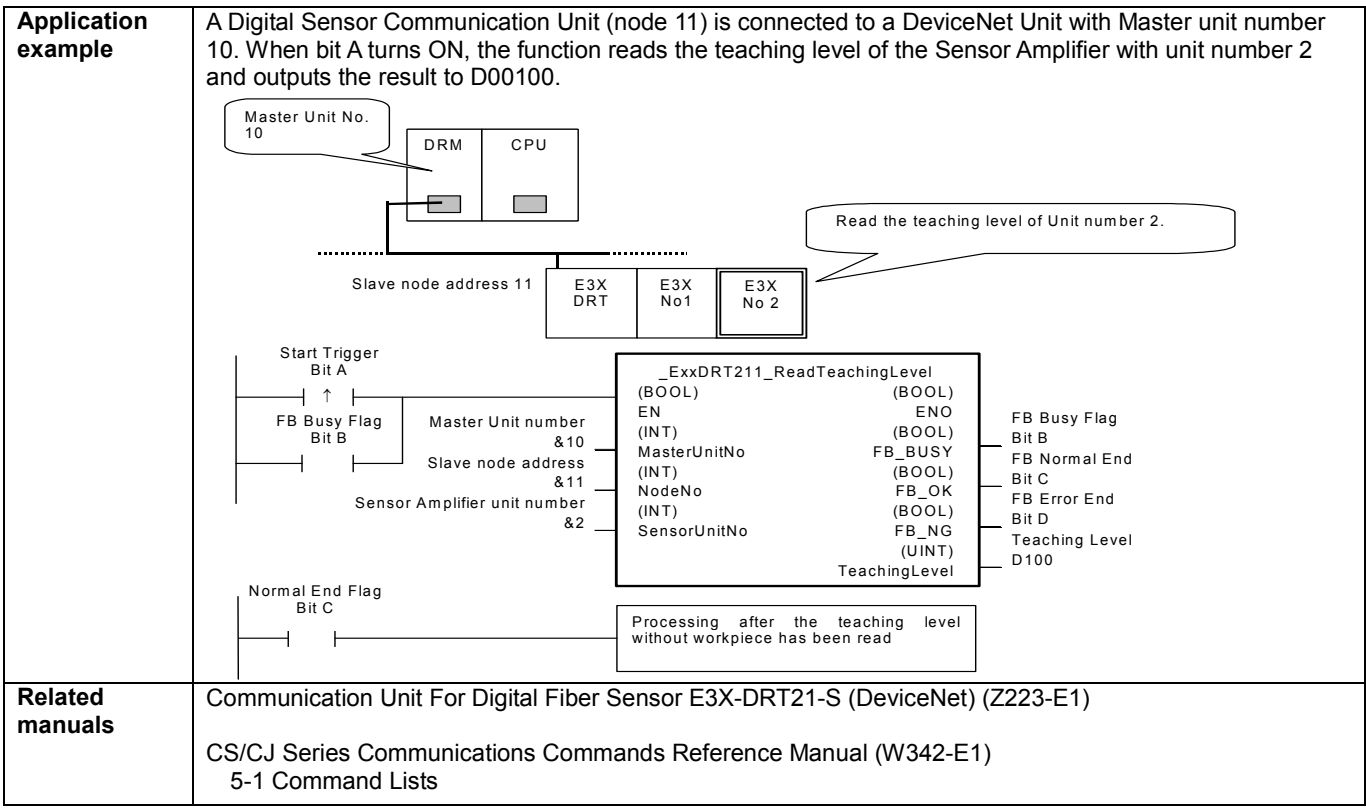 Application
example
A Digital Sensor Communication Unit (node 11) is connected to a DeviceNet Unit with Master unit number
10. When bit A turns ON, the function reads the teaching level of the Sensor Amplifier with unit number 2
and outputs the result to D00100.
Master Unit No.
10
DRM
CPU
Read the teaching level of Unit number 2.
Slave node address 11
E3X
DRT
E3X
No1
E3X
No 2
Start Trigger
Bit A
↑
FB Busy Flag
Bit B
Master Unit number
&10
Slave node address
&11
Sensor Amplifier unit number
&2
_ExxDRT211_ReadTeachingLevel
(BOOL) (BOOL)
EN ENO
(INT) (BOOL)
MasterUnitNo FB_BUSY
(INT) (BOOL)
NodeNo FB_OK
(INT) (BOOL)
SensorUnitNo FB_NG
(UINT)
TeachingLevel
FB Busy Flag
Bit B
FB Normal End
Bit C
FB Error End
Bit D
Teaching Level
D100
Normal End Flag
Bit C
Processing after the teaching level
without workpiece has been read
Related
manuals
Communication Unit For Digital Fiber Sensor E3X-DRT21-S (DeviceNet) (Z223-E1)
CS/CJ Series Communications Commands Reference Manual (W342-E1)
5-1 Command Lists